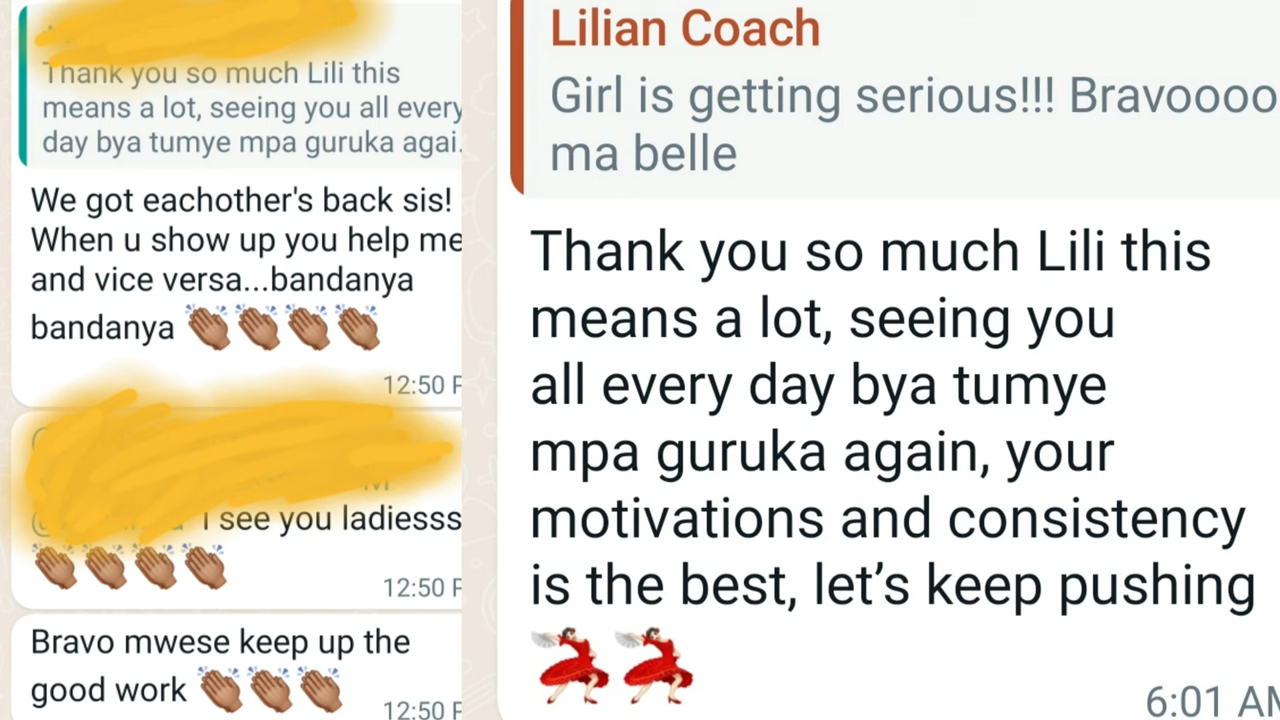 Thank you so much Lili this
means a lot, seeing you all every
day bya tumye mpa guruka agai.
We got eachother's back sis!
When u show up you help me
and vice versa...bandanya
bandanya 👏🏽👏🏽👏🏽👏🏽
12:50 P
I see you ladiesss
👏🏽👏🏽👏🏽👏🏽
12:50 P
Bravo mwese keep up the
good work 👏🏽👏🏽👏🏽
12:50 P
Lilian Coach
Girl is getting serious!!! Bravoooo
ma belle
Thank you so much Lili this
means a lot, seeing you
all every day bya tumye
mpa guruka again, your
motivations and consistency
is the best, let’s keep pushing
💃🏻💃🏻
6:01 AM